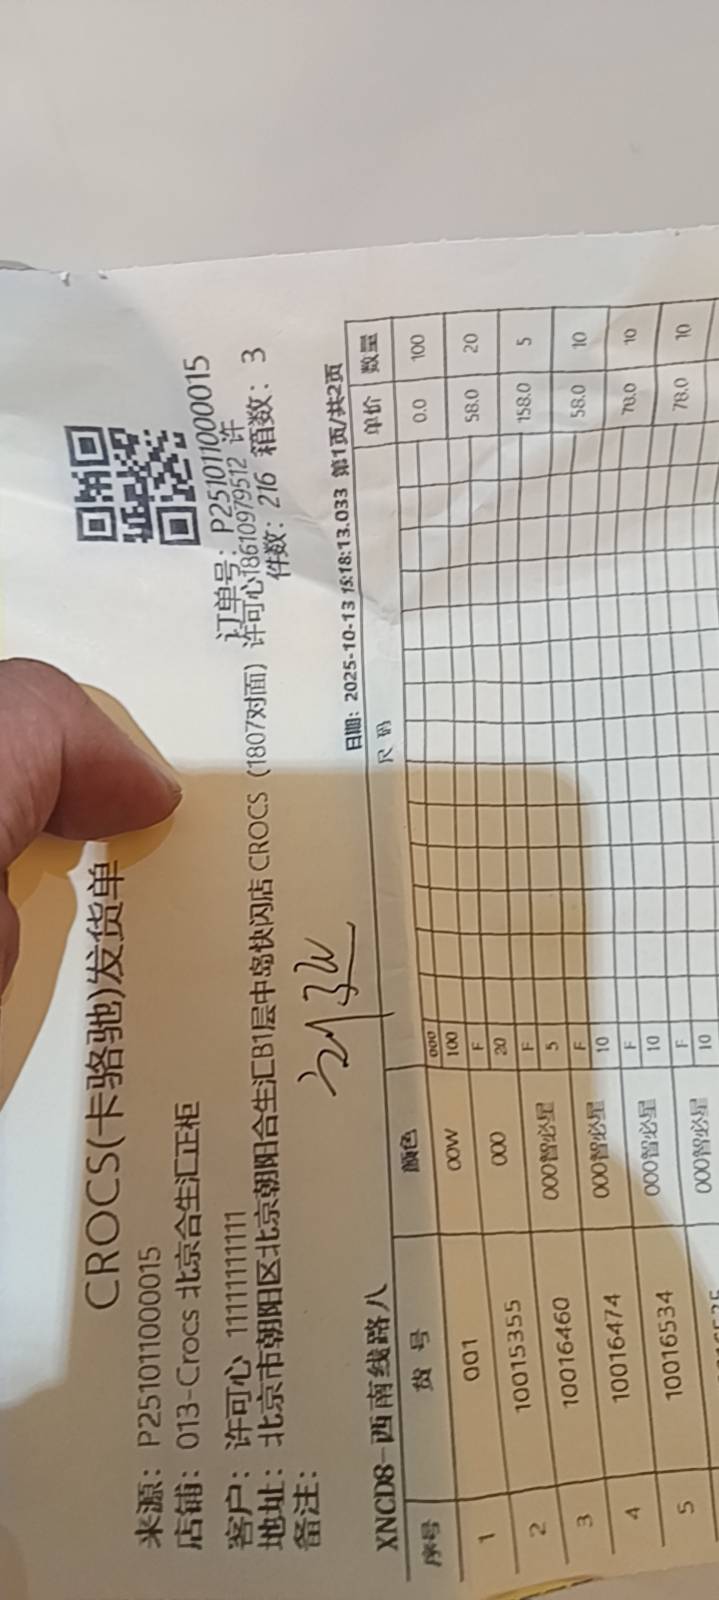 CROCS(卡骆驰)发货单
来源：P251011000015
订单号：P251011000015
店铺：013-Crocs 北京合生汇正柜
客户：许可心 11111111111
许可心18610979512 许
地址：北京市朝阳区北京朝阳合生汇B1层中岛快闪店 CROCS（1807对面）
件数：216 箱数：3
备注：
XNCD8-西南线路八
日期：2025-10-13 15:18:13.033 第1页/共2页
序号 货号 颜色 尺码 单价 数量
000
1 001 00W 100 0.0 100
F
2 10015355 000 20 58.0 20
F
3 10016460 000智必星 5 158.0 5
F
4 10016474 000智必星 10 58.0 10
F
5 10016534 000智必星 10 78.0 10
F
000智必星 10 78.0 10